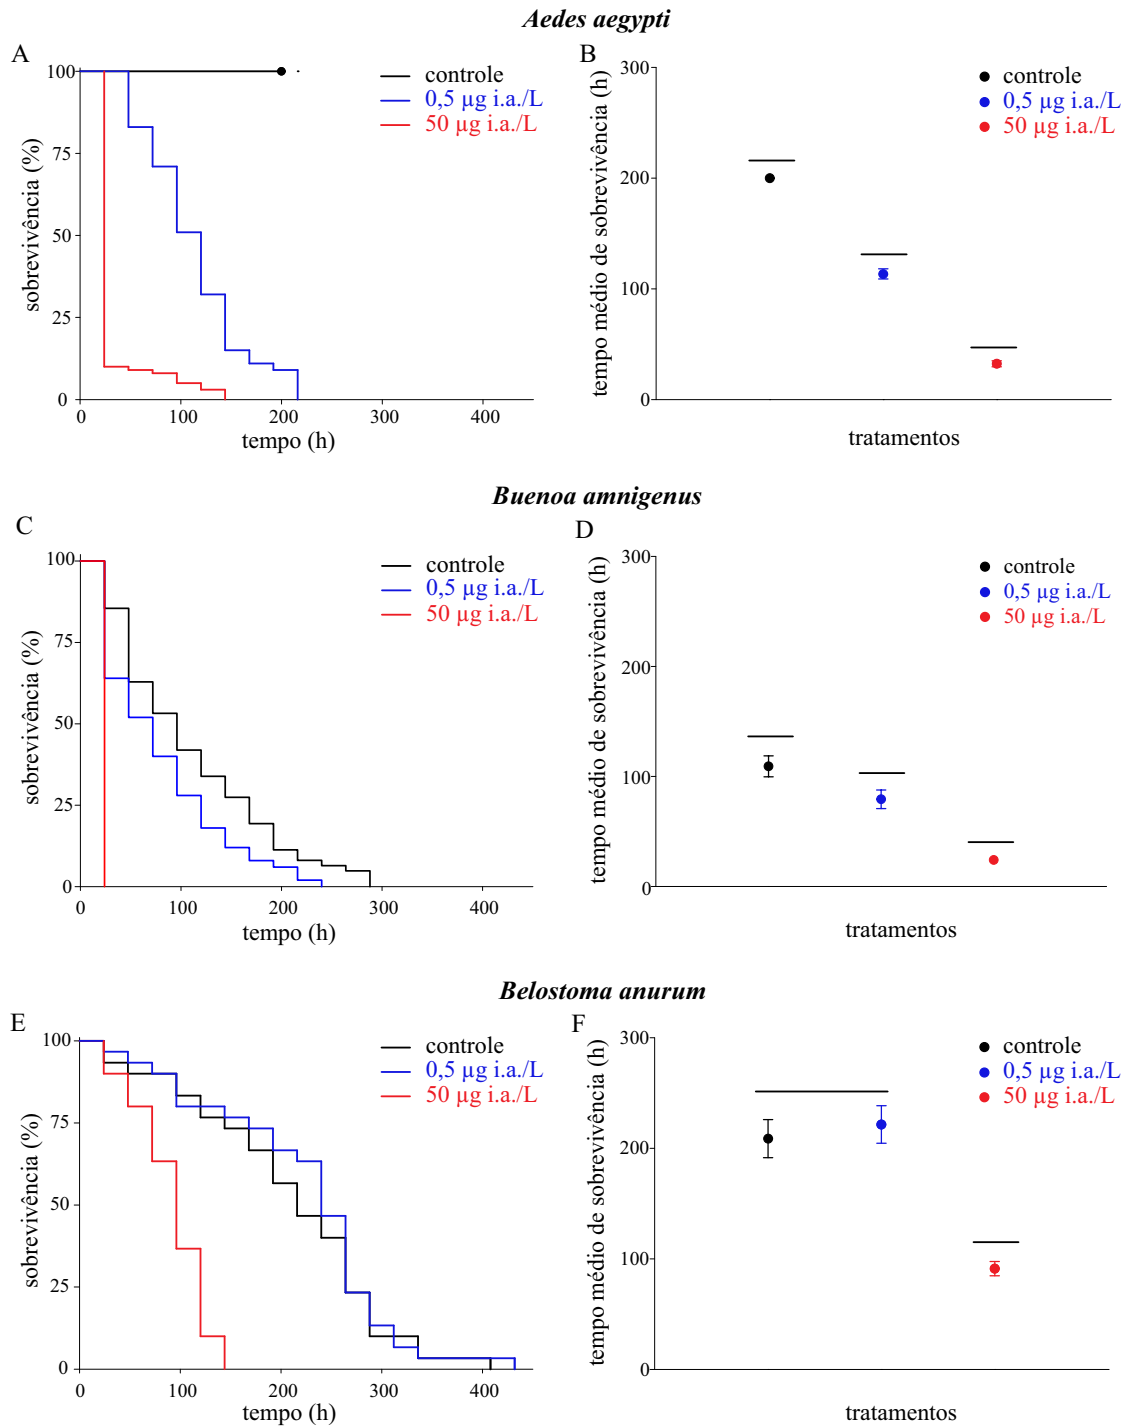 Aedes aegypti
A
100
75
50
25
0
sobrevivência (%)
0 100 200 300 400
tempo (h)
controle
0,5 µg i.a./L
50 µg i.a./L
B
300
200
100
0
tempo médio de sobrevivência (h)
tratamentos
controle
0,5 µg i.a./L
50 µg i.a./L
Buenoa amnigenus
C
100
75
50
25
0
sobrevivência (%)
0 100 200 300 400
tempo (h)
controle
0,5 µg i.a./L
50 µg i.a./L
D
300
200
100
0
tempo médio de sobrevivência (h)
tratamentos
controle
0,5 µg i.a./L
50 µg i.a./L
Belostoma anurum
E
100
75
50
25
0
sobrevivência (%)
0 100 200 300 400
tempo (h)
controle
0,5 µg i.a./L
50 µg i.a./L
F
300
200
100
0
tempo médio de sobrevivência (h)
tratamentos
controle
0,5 µg i.a./L
50 µg i.a./L